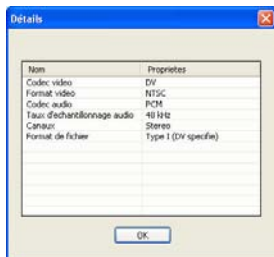 Détails
Nom Proprietes
Codec video DV
Format video NTSC
Codec audio PCM
Taux d'echantillonnage audio 48 kHz
Canaux Stereo
Format de fichier Type I (DV specifie)
OK